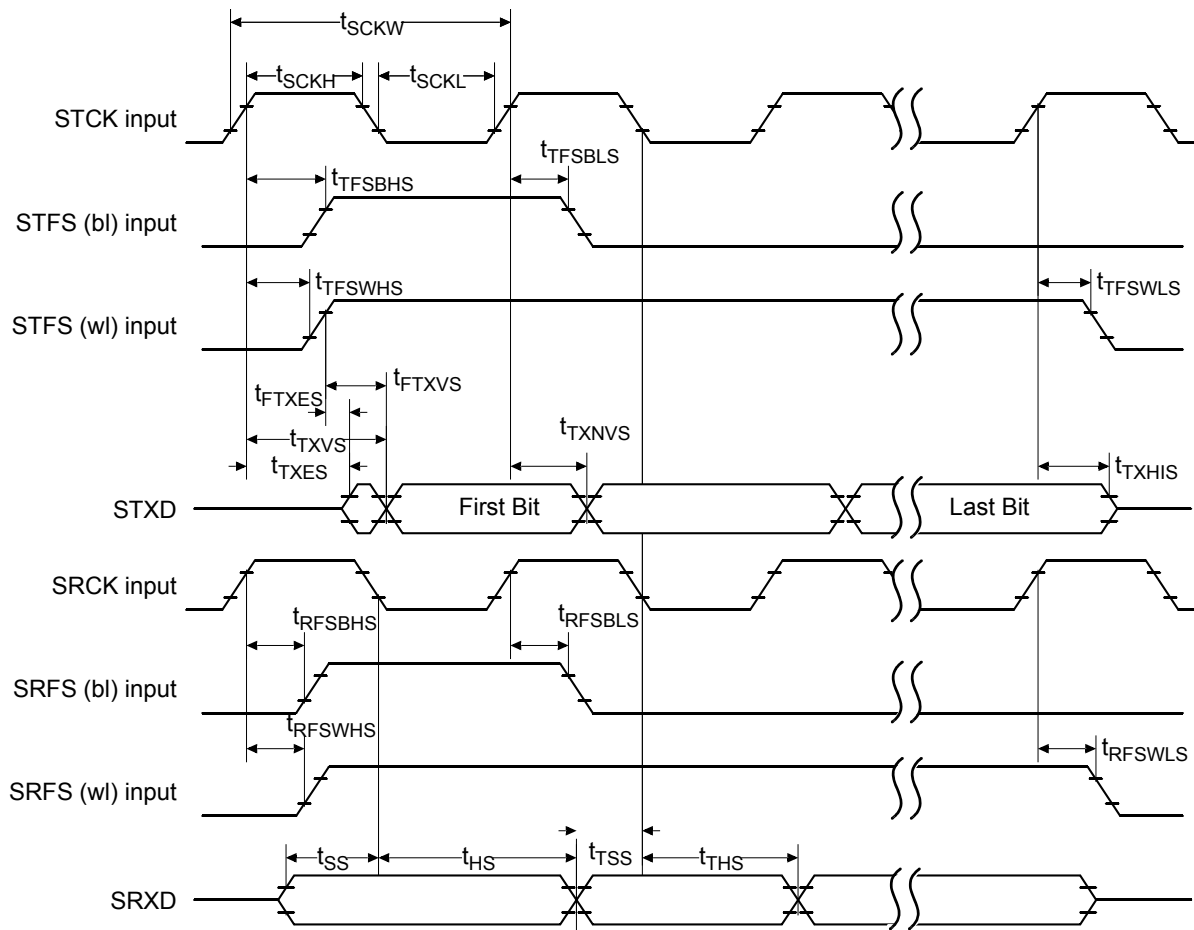 tSCKW
tSCKH
tSCKL
STCK input
tTFSBLS
tTFSBHS
STFS (bl) input
tTFSWHS
tTFSWLS
STFS (wl) input
tFTXVS
tFTXES
tTXVS
tTXNVS
tTXES
tTXHIS
STXD
First Bit
Last Bit
SRCK input
tRFSBHS
tRFSBLS
SRFS (bl) input
tRFSWHS
tRFSWLS
SRFS (wl) input
tSS
tHS
tTSS
tTHS
SRXD